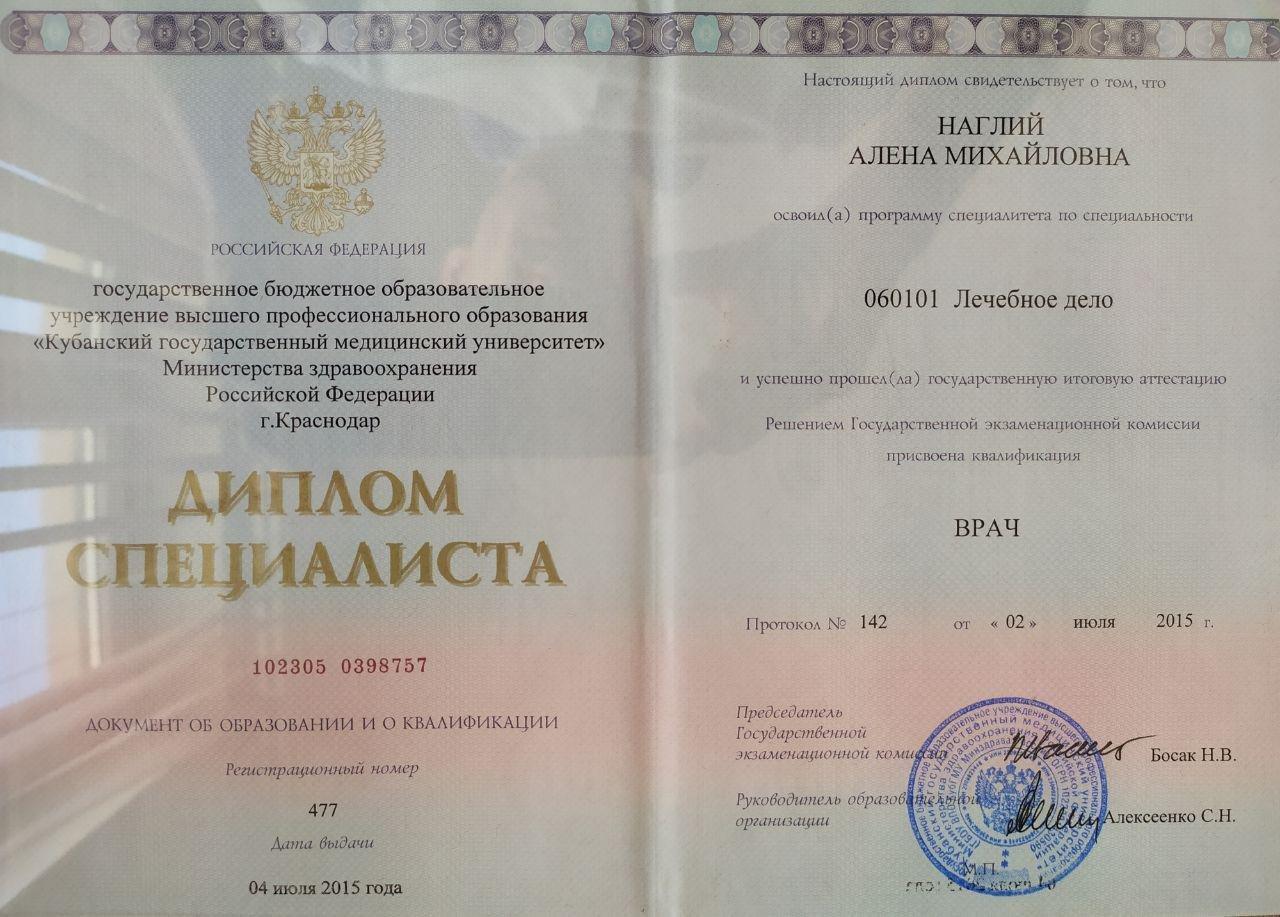 РОССИЙСКАЯ ФЕДЕРАЦИЯ
государственное бюджетное образовательное
учреждение высшего профессионального образования
«Кубанский государственный медицинский университет»
Министерства здравоохранения
Российской Федерации
г.Краснодар
ДИПЛОМ
СПЕЦИАЛИСТА
102305 0398757
ДОКУМЕНТ ОБ ОБРАЗОВАНИИ И О КВАЛИФИКАЦИИ
Регистрационный номер
477
Дата выдачи
04 июля 2015 года
Настоящий диплом свидетельствует о том, что
НАГЛИЙ
АЛЕНА МИХАЙЛОВНА
освоил(а) программу специалитета по специальности
060101 Лечебное дело
и успешно прошел(ла) государственную итоговую аттестацию
Решением Государственной экзаменационной комиссии
присвоена квалификация
ВРАЧ
Протокол № 142 от « 02 » июля 2015 г.
Председатель
Государственной
экзаменационной комиссии
Босак Н.В.
Руководитель образовательной
организации
Алексеенко С.Н.
М.П.